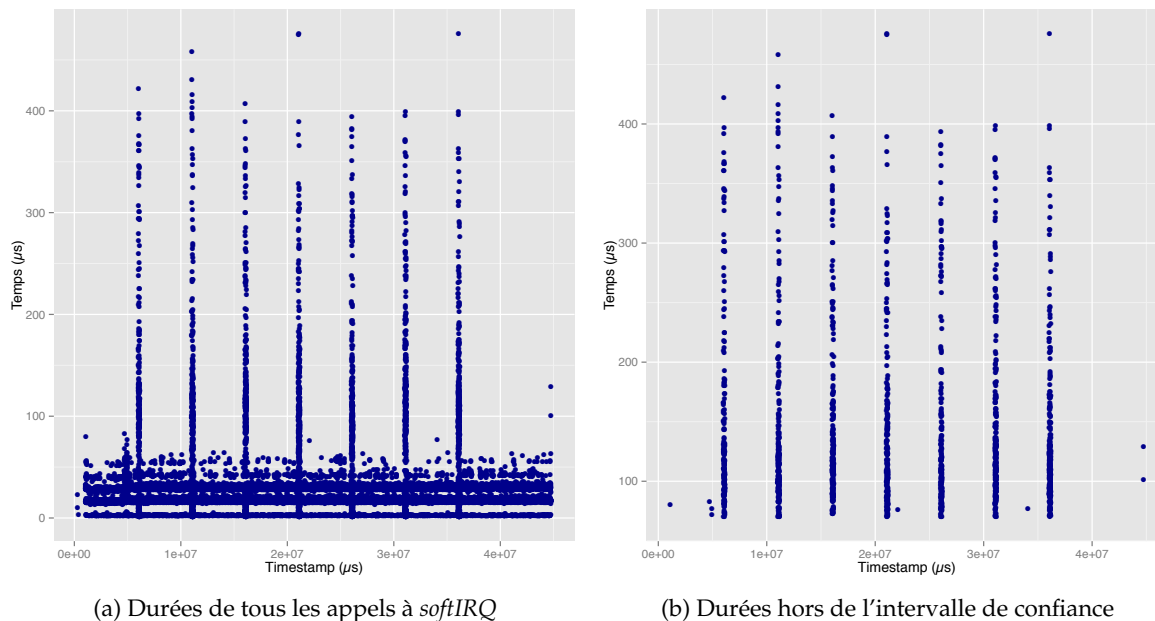 400
300
200
100
0
Temps (µs)
0e+00 1e+07 2e+07 3e+07 4e+07
Timestamp (µs)
(a) Durées de tous les appels à softIRQ
400
300
200
100
Temps (µs)
0e+00 1e+07 2e+07 3e+07 4e+07
Timestamp (µs)
(b) Durées hors de l'intervalle de confiance